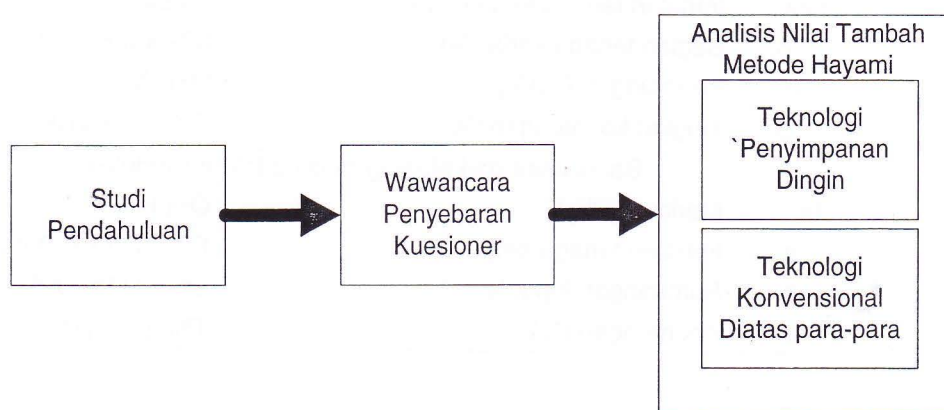 Studi
Pendahuluan
Wawancara
Penyebaran
Kuesioner
Analisis Nilai Tambah
Metode Hayami
Teknologi
`Penyimpanan
Dingin
Teknologi
Konvensional
Diatas para-para